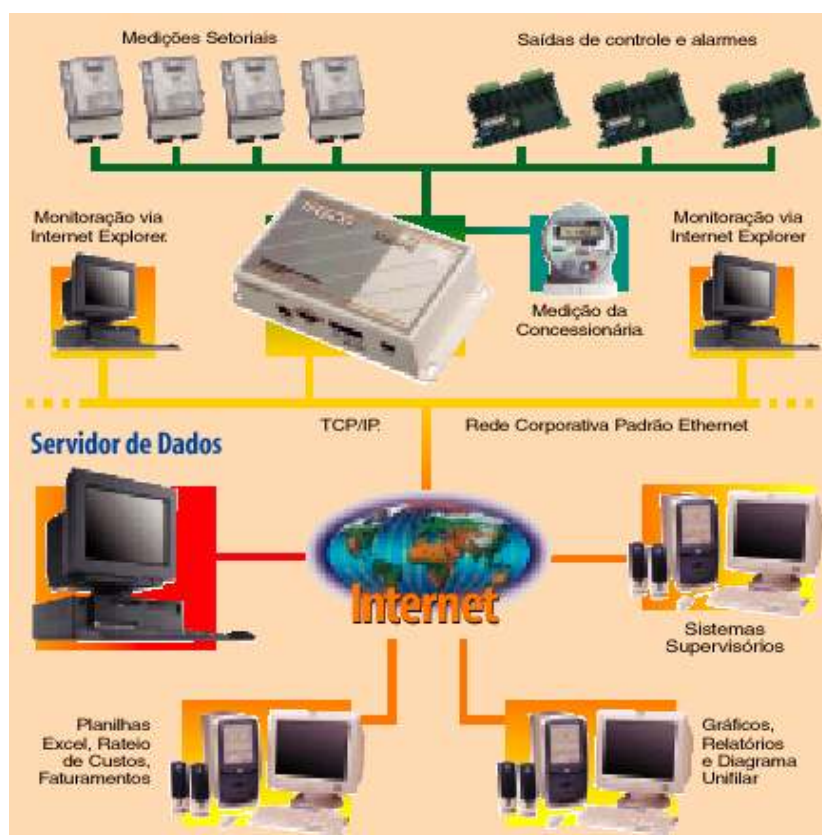 Medições Setoriais
Saídas de controle e alarmes
Monitoração via
Internet Explorer.
Monitoração via
Internet Explorer
Medição da
Concessionária
TCP/IP.
Rede Corporativa Padrão Ethernet
Servidor de Dados
Internet
Sistemas
Supervisórios
Planilhas
Excel, Rateio
de Custos,
Faturamentos
Gráficos,
Relatórios
e Diagrama
Unifilar